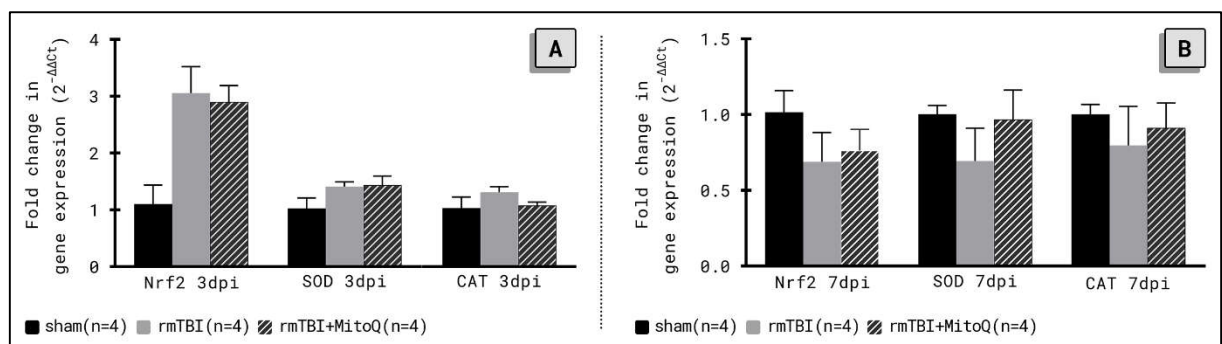 A
Fold change in
gene expression (2^-ΔΔCt)
4
3
2
1
0
Nrf2 3dpi SOD 3dpi CAT 3dpi
sham(n=4) rmTBI(n=4) rmTBI+MitoQ(n=4)
B
Fold change in
gene expression (2^-ΔΔCt)
1.5
1.0
0.5
0.0
Nrf2 7dpi SOD 7dpi CAT 7dpi
sham(n=4) rmTBI(n=4) rmTBI+MitoQ(n=4)